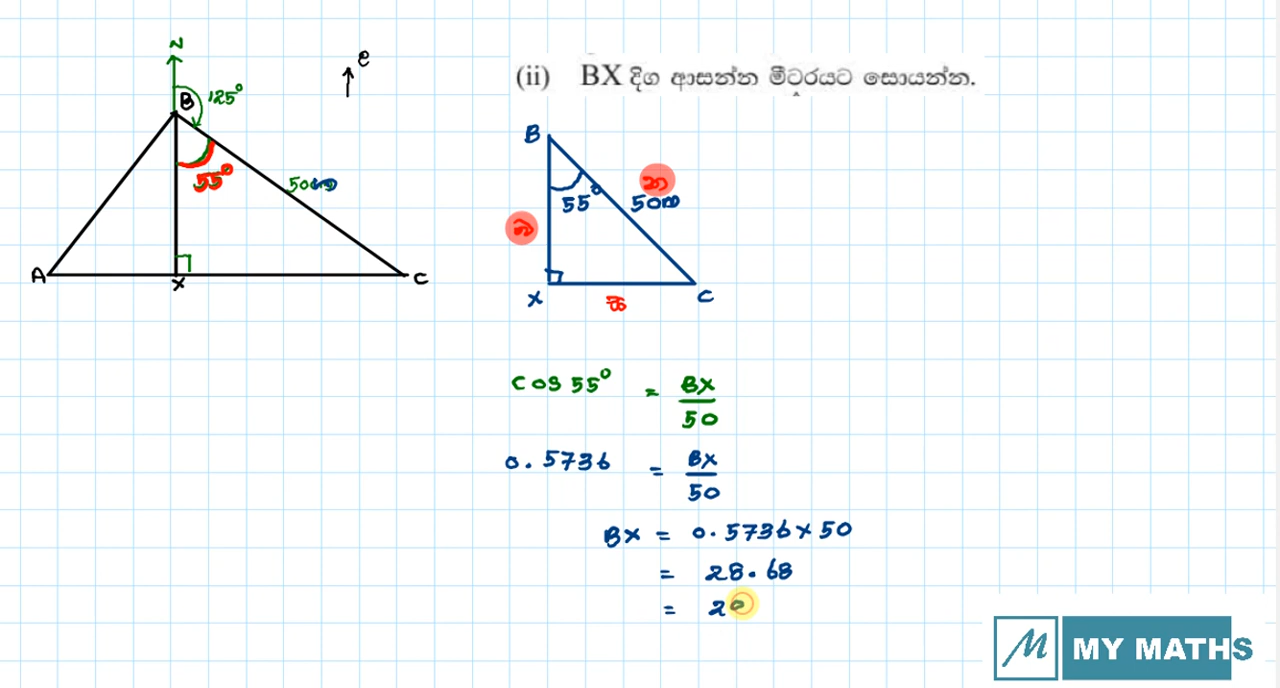 N
B 125°
උ
55°
50m
A
X
C
(ii) BX දිග ආසන්න මීටරයට සොයන්න.
B
55°
50m
න
බ
X
ස
C
cos 55° = BX
50
0.5736 = BX
50
BX = 0.5736 × 50
= 28.68
= 2
M MY MATHS